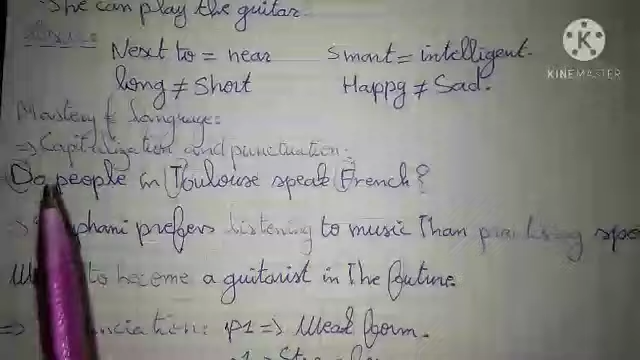 She can play the guitar.
Next to = near smart = intelligent.
long ≠ Short Happy ≠ Sad.
KINEMASTER
Mastery of language:
⇒ Capitalization and punctuation.
Do people in Toulouse speak French?
prefers listening to music Than
to become a guitarist in The future.
⇒ p1 ⇒ Weak form.